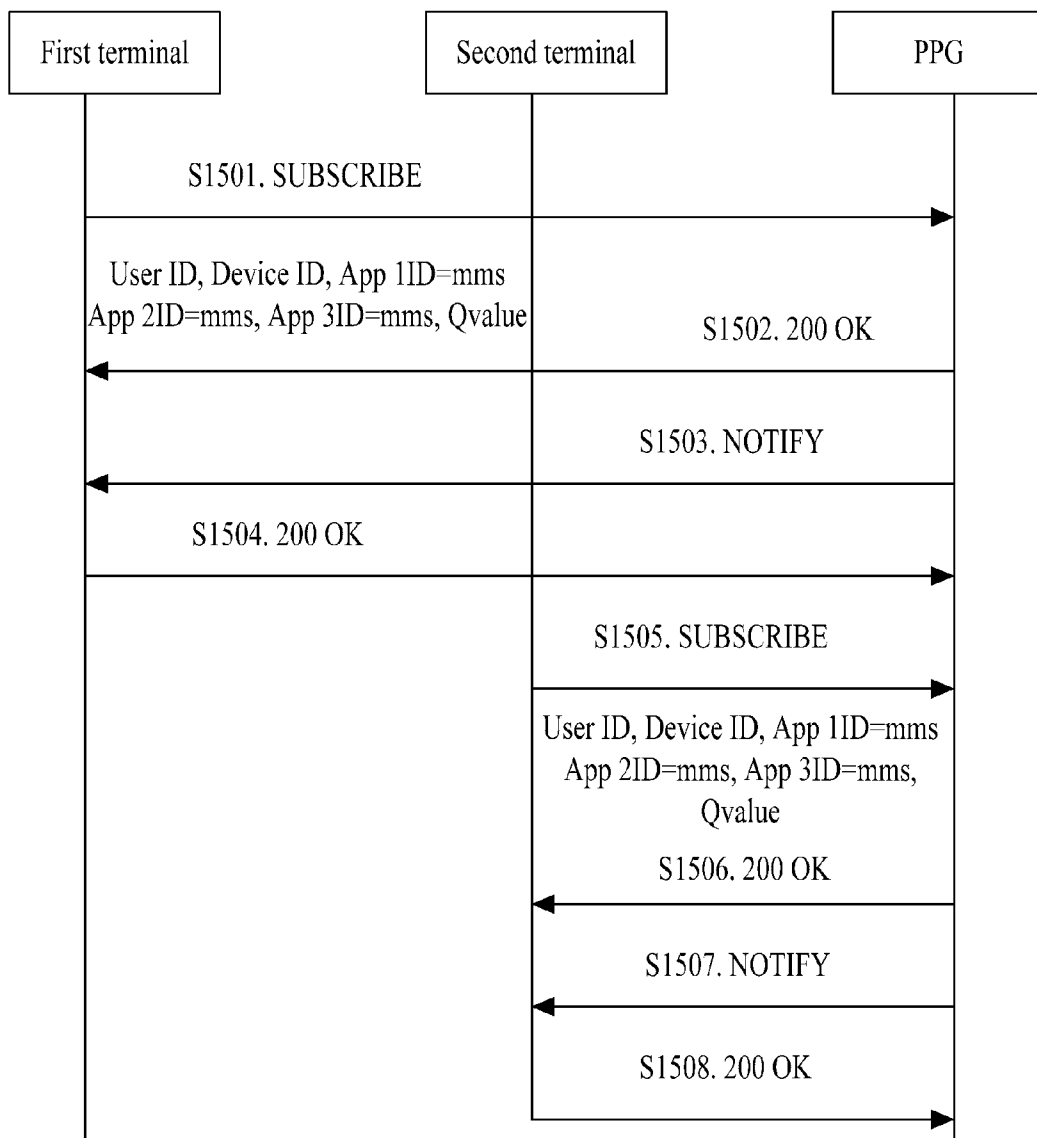 First terminal
Second terminal
PPG
S1501. SUBSCRIBE
User ID, Device ID, App 1ID=mms
App 2ID=mms, App 3ID=mms, Qvalue
S1502. 200 OK
S1503. NOTIFY
S1504. 200 OK
S1505. SUBSCRIBE
User ID, Device ID, App 1ID=mms
App 2ID=mms, App 3ID=mms,
Qvalue
S1506. 200 OK
S1507. NOTIFY
S1508. 200 OK